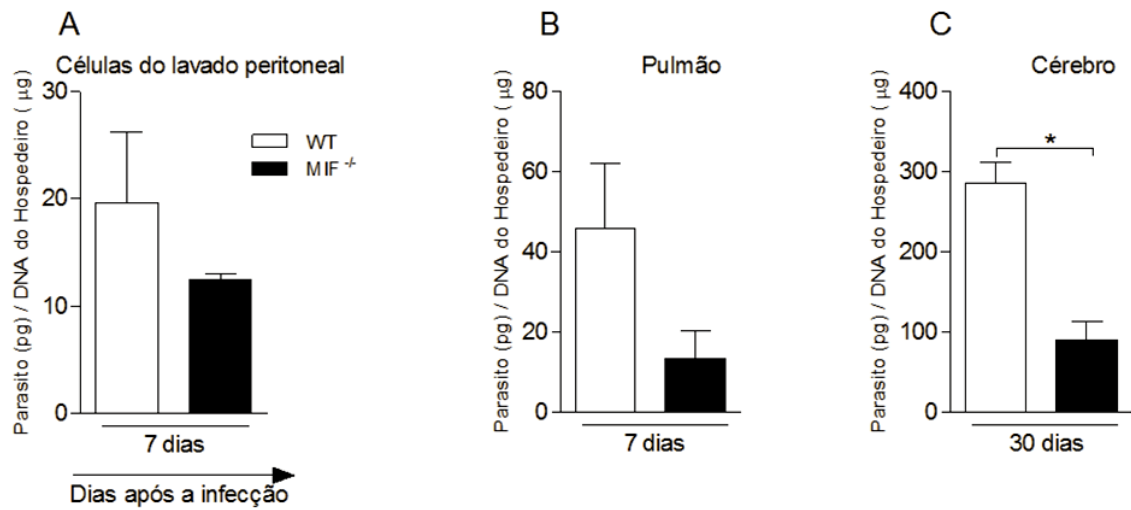 A
Células do lavado peritoneal
Parasito (pg) / DNA do Hospedeiro ( µg)
30
20
10
0
WT
MIF -/-
7 dias
Dias após a infecção
B
Pulmão
Parasito (pg) / DNA do Hospedeiro ( µg)
80
60
40
20
0
7 dias
C
Cérebro
Parasito (pg) / DNA do Hospedeiro ( µg)
400
300
200
100
0
*
30 dias